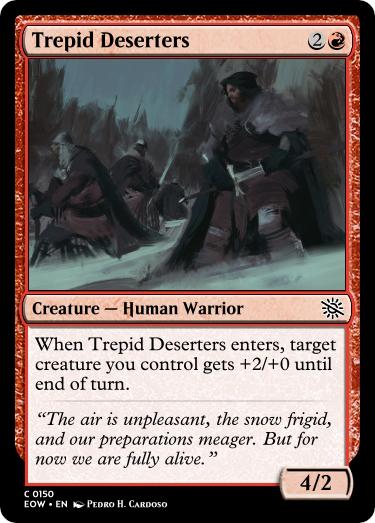 Trepid Deserters 2
Creature — Human Warrior
When Trepid Deserters enters, target
creature you control gets +2/+0 until
end of turn.
“The air is unpleasant, the snow frigid,
and our preparations meager. But for
now we are fully alive.”
4/2
C 0150
EOW • EN Pedro H. Cardoso